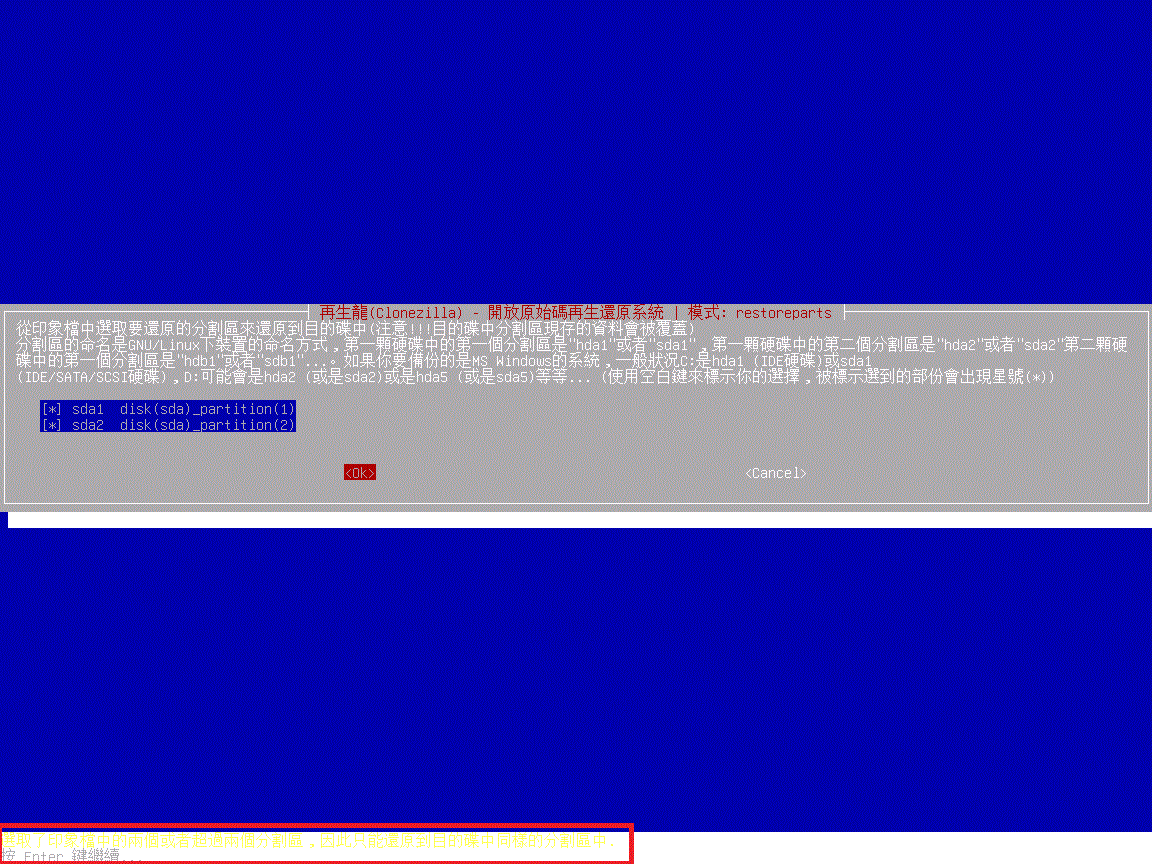 再生龍(Clonezilla) - 開放原始碼再生還原系統 | 模式: restoreparts
從印象檔中選取要還原的分割區來還原到目的碟中(注意!!!目的碟中分割區現存的資料會被覆蓋)
分割區的命名是GNU/Linux下裝置的命名方式，第一顆硬碟中的第一個分割區是"hda1"或者"sda1"，第一顆硬碟中的第二個分割區是"hda2"或者"sda2"第二顆硬
碟中的第一個分割區是"hdb1"或者"sdb1"...。如果你要備份的是MS Windows的系統，一般狀況C:是hda1 (IDE硬碟)或sda1
(IDE/SATA/SCSI硬碟)，D:可能會是hda2 (或是sda2)或是hda5 (或是sda5)等等... (使用空白鍵來標示你的選擇，被標示選到的部份會出現星號(*))
[*] sda1 disk(sda)_partition(1)
[*] sda2 disk(sda)_partition(2)
<Ok> <Cancel>
選取了印象檔中的兩個或者超過兩個分割區，因此只能還原到目的碟中同樣的分割區中.
按 Enter 鍵繼續...